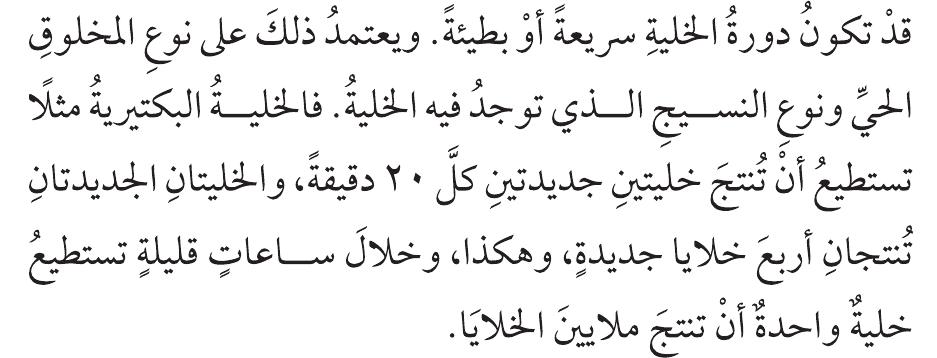 قدْ تكونُ دورةُ الخليةِ سريعةً أوْ بطيئةً. ويعتمدُ ذلكَ على نوعِ المخلوقِ
الحيِّ ونوعِ النسيجِ الذي توجدُ فيه الخليةُ. فالخليةُ البكتيريةُ مثلًا
تستطيعُ أنْ تُنتجَ خليتينِ جديدتينِ كلَّ ٢٠ دقيقةً، والخليتانِ الجديدتانِ
تُنتجانِ أربعَ خلايا جديدةٍ، وهكذا، وخلالَ ساعاتٍ قليلةٍ تستطيعُ
خليةٌ واحدةٌ أنْ تنتجَ ملايينَ الخلايَا.